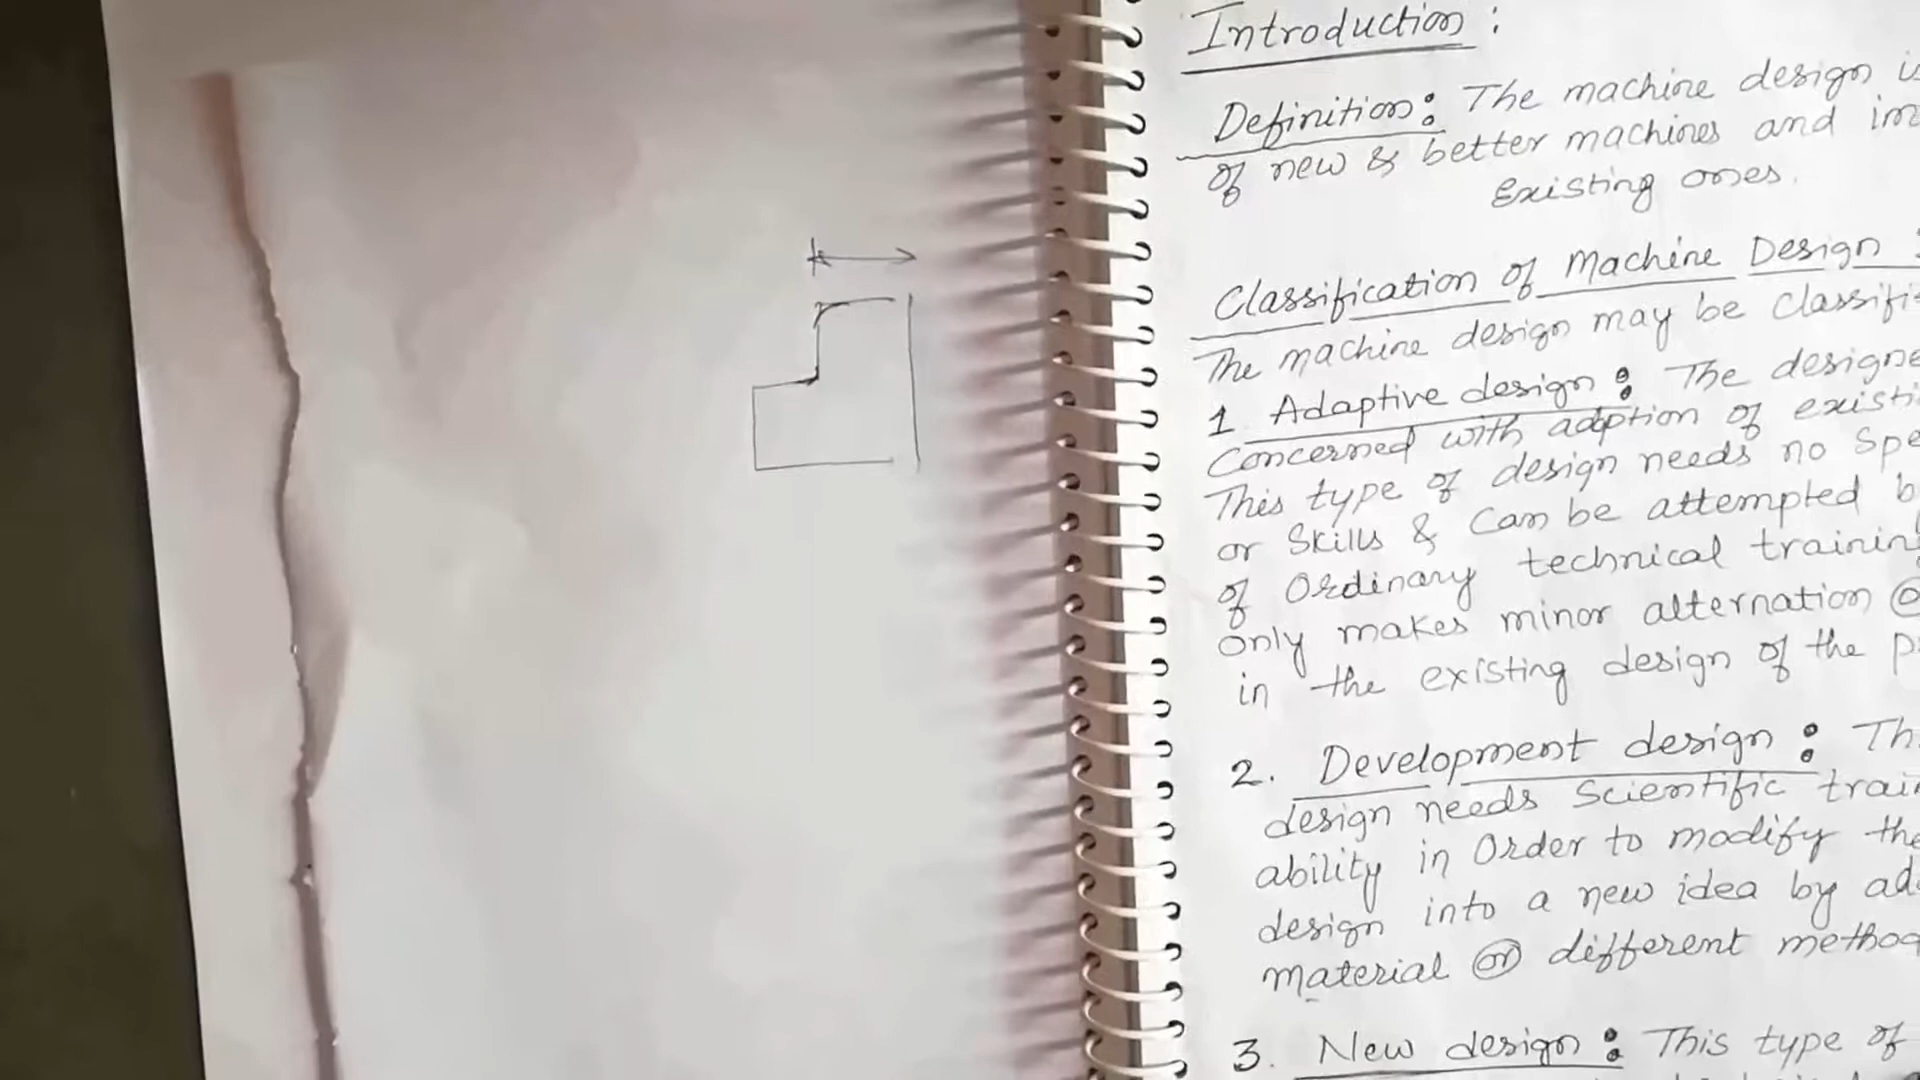 Introduction:
Definition: The machine design is
of new & better machines and
Existing ones.
Classification of Machine Design :
The machine design may be
1. Adaptive design: The
Concerned with adoption of
This type of design needs no
or Skills & Can be attempted
of Ordinary technical
Only makes minor alternation or
in the existing design of the
2. Development design:
design needs Scientific
ability in Order to modify
design into a new idea by
material or different
3. New design: This type of